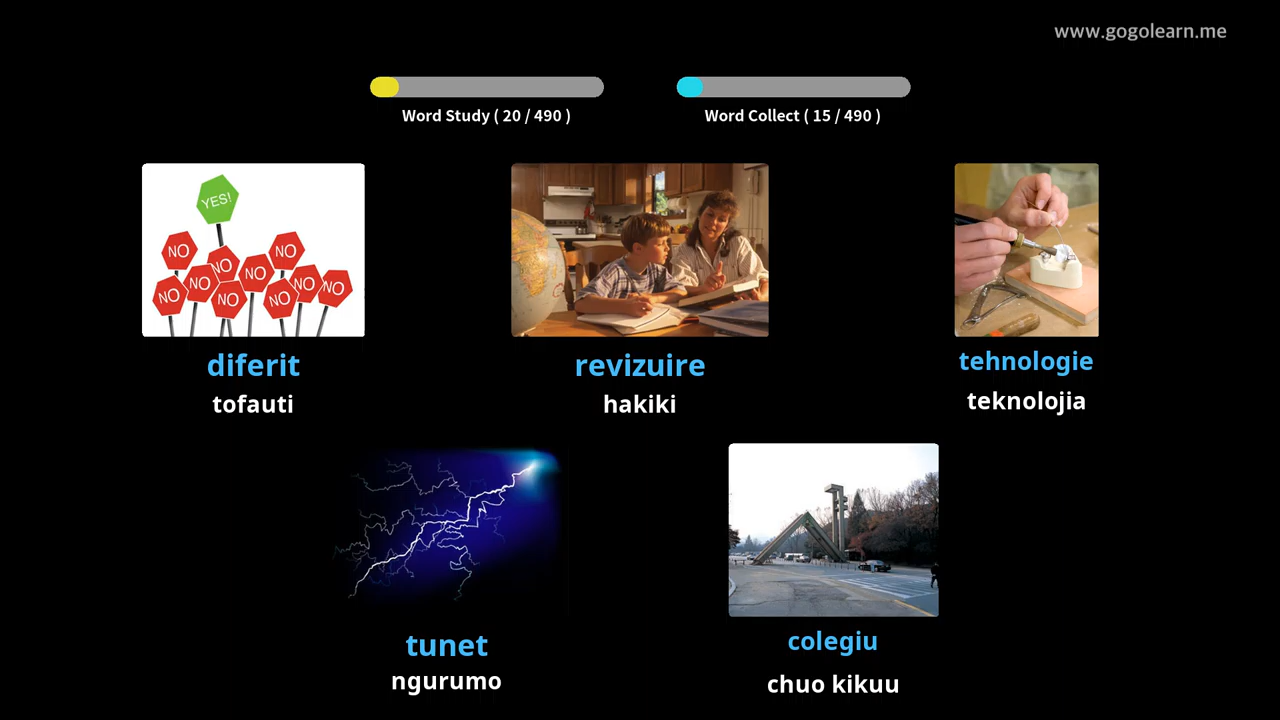 www.gogolearn.me
Word Study ( 20 / 490 )
Word Collect ( 15 / 490 )
YES!
NO
NO
NO
NO
NO
NO
NO
NO
NO
NO
diferit
tofauti
revizuire
hakiki
tehnologie
teknolojia
tunet
ngurumo
colegiu
chuo kikuu